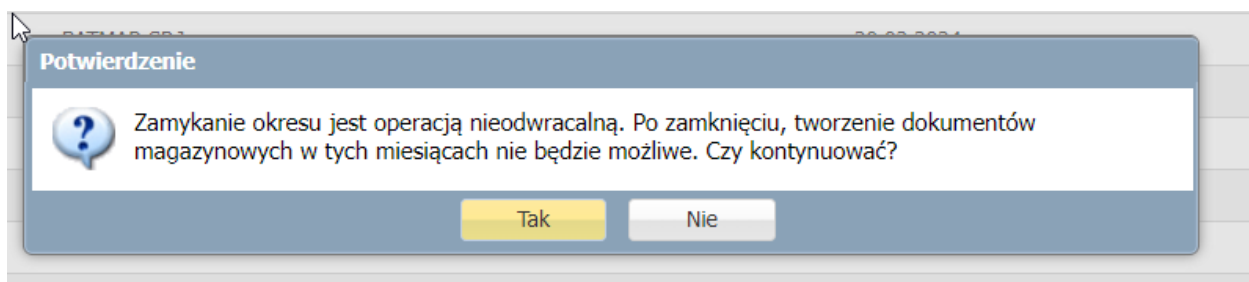 Potwierdzenie
Zamykanie okresu jest operacją nieodwracalną. Po zamknięciu, tworzenie dokumentów
magazynowych w tych miesiącach nie będzie możliwe. Czy kontynuować?
Tak Nie